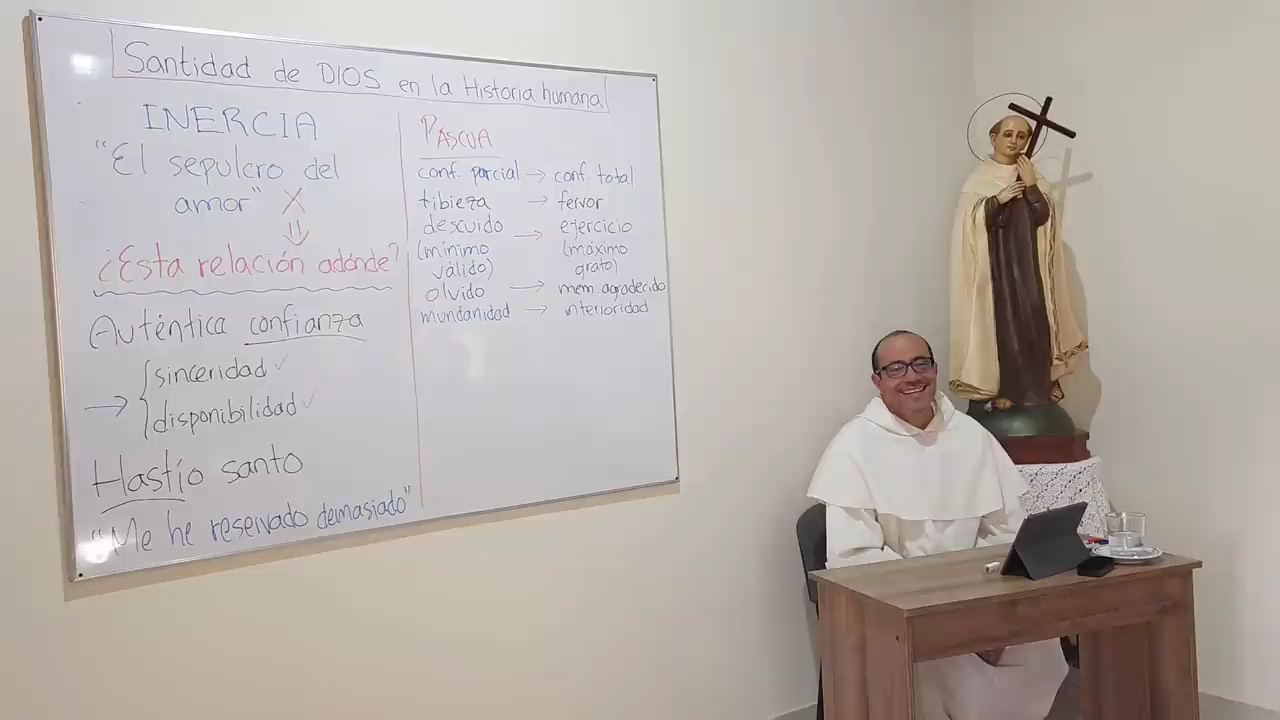 Santidad de DIOS en la Historia humana
INERCIA
"El sepulcro del
amor" X
⇓
¿Esta relación adónde?
Auténtica confianza
→ { sinceridad ✓
disponibilidad ✓
Hastío santo
"Me he reservado demasiado"
PASCUA
conf. parcial → conf. total
tibieza → fervor
descuido → ejercicio
(mínimo (máximo
válido) grato)
olvido → mem. agradecido
mundanidad → interioridad